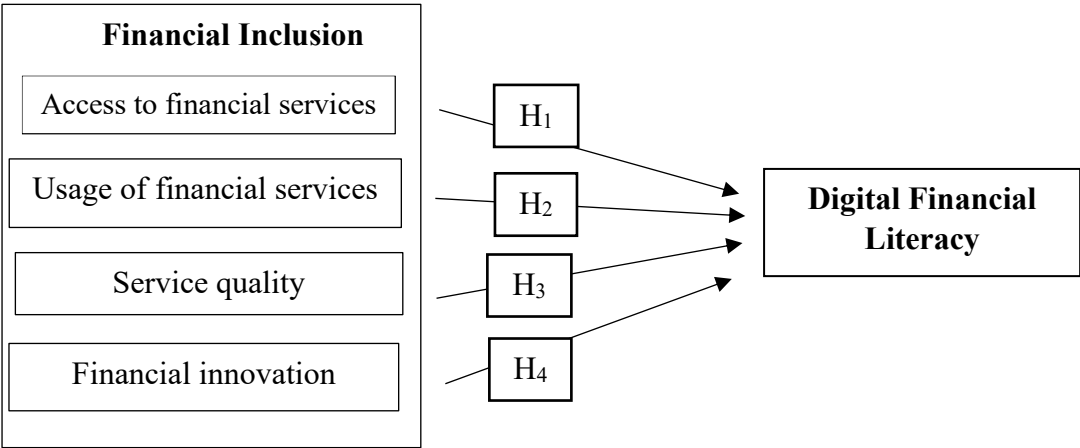 Financial Inclusion
Access to financial services
Usage of financial services
Service quality
Financial innovation
H₁
H₂
H₃
H₄
Digital Financial
Literacy